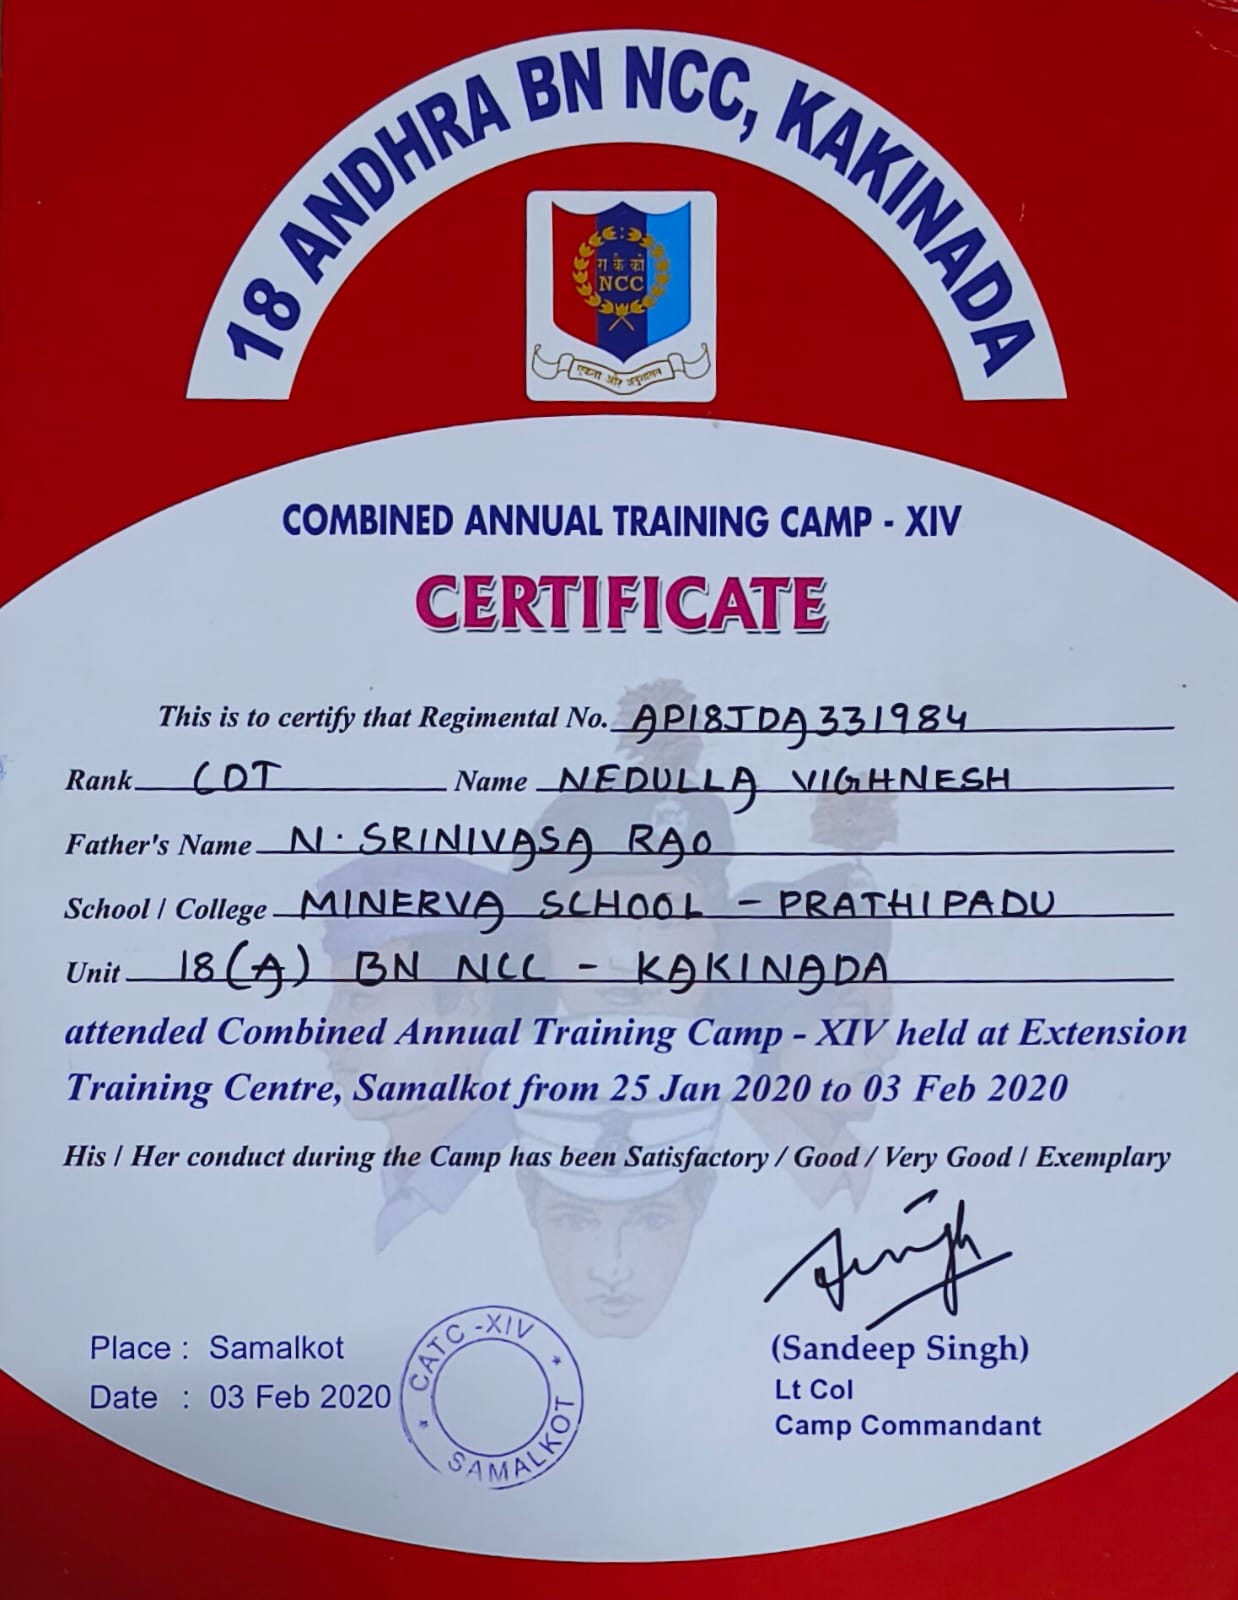 18 ANDHRA BN NCC, KAKINADA
रा कै को
NCC
एकता और अनुशासन
COMBINED ANNUAL TRAINING CAMP - XIV
CERTIFICATE
This is to certify that Regimental No. AP18JDA331984
Rank CDT Name NEDULLA VIGHNESH
Father's Name N. SRINIVASA RAO
School / College MINERVA SCHOOL - PRATHIPADU
Unit 18(A) BN NCC - KAKINADA
attended Combined Annual Training Camp - XIV held at Extension
Training Centre, Samalkot from 25 Jan 2020 to 03 Feb 2020
His / Her conduct during the Camp has been Satisfactory / Good / Very Good / Exemplary
Singh
(Sandeep Singh)
Lt Col
Camp Commandant
Place : Samalkot
Date : 03 Feb 2020
* CATC -XIV *
SAMALKOT